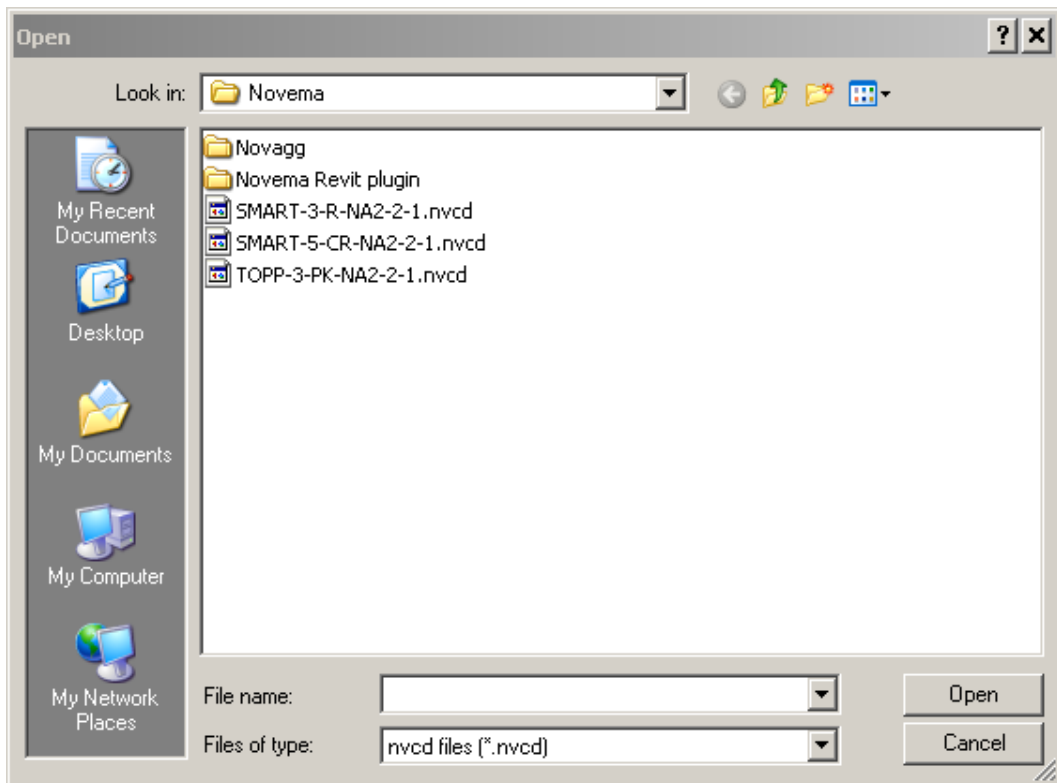 Open
Look in: Novema
My Recent
Documents
Desktop
My Documents
My Computer
My Network
Places
Novagg
Novema Revit plugin
SMART-3-R-NA2-2-1.nvcd
SMART-5-CR-NA2-2-1.nvcd
TOPP-3-PK-NA2-2-1.nvcd
File name: Open
Files of type: nvcd files (*.nvcd) Cancel